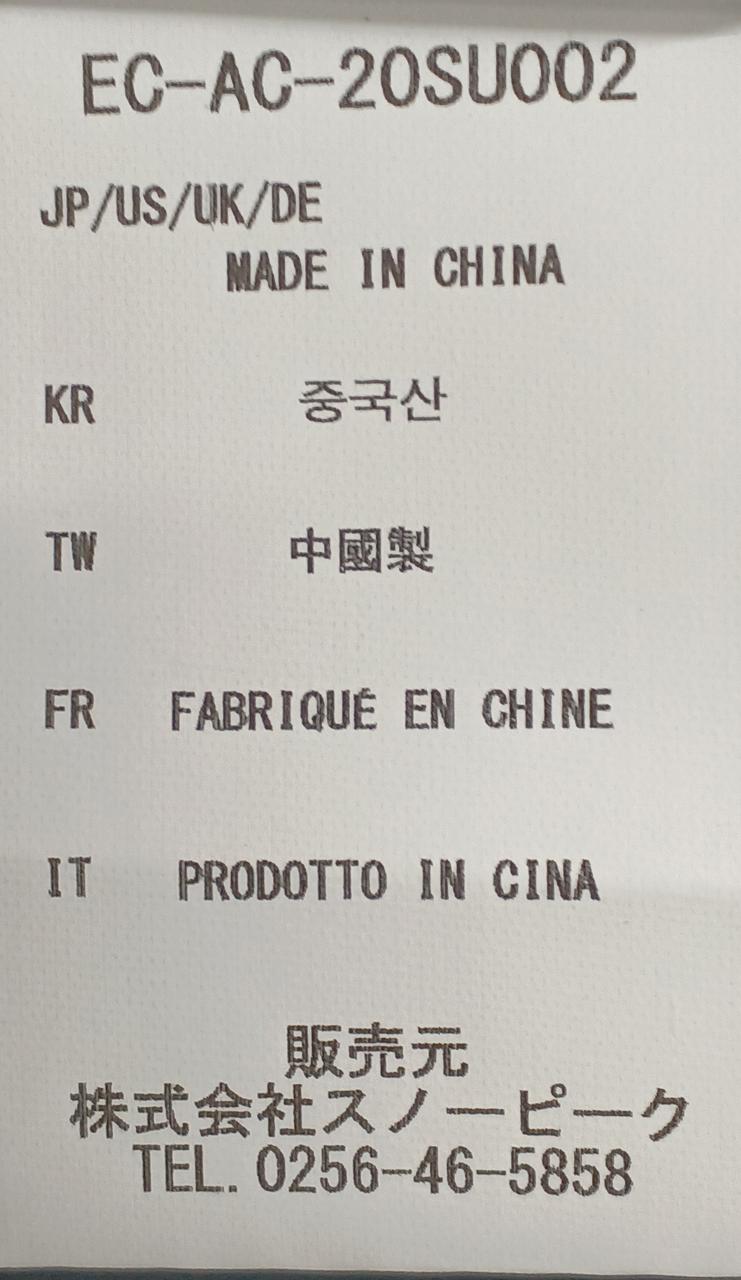 EC-AC-20SU002
JP/US/UK/DE
MADE IN CHINA
KR 중국산
TW 中國製
FR FABRIQUÉ EN CHINE
IT PRODOTTO IN CINA
販売元
株式会社スノーピーク
TEL. 0256-46-5858